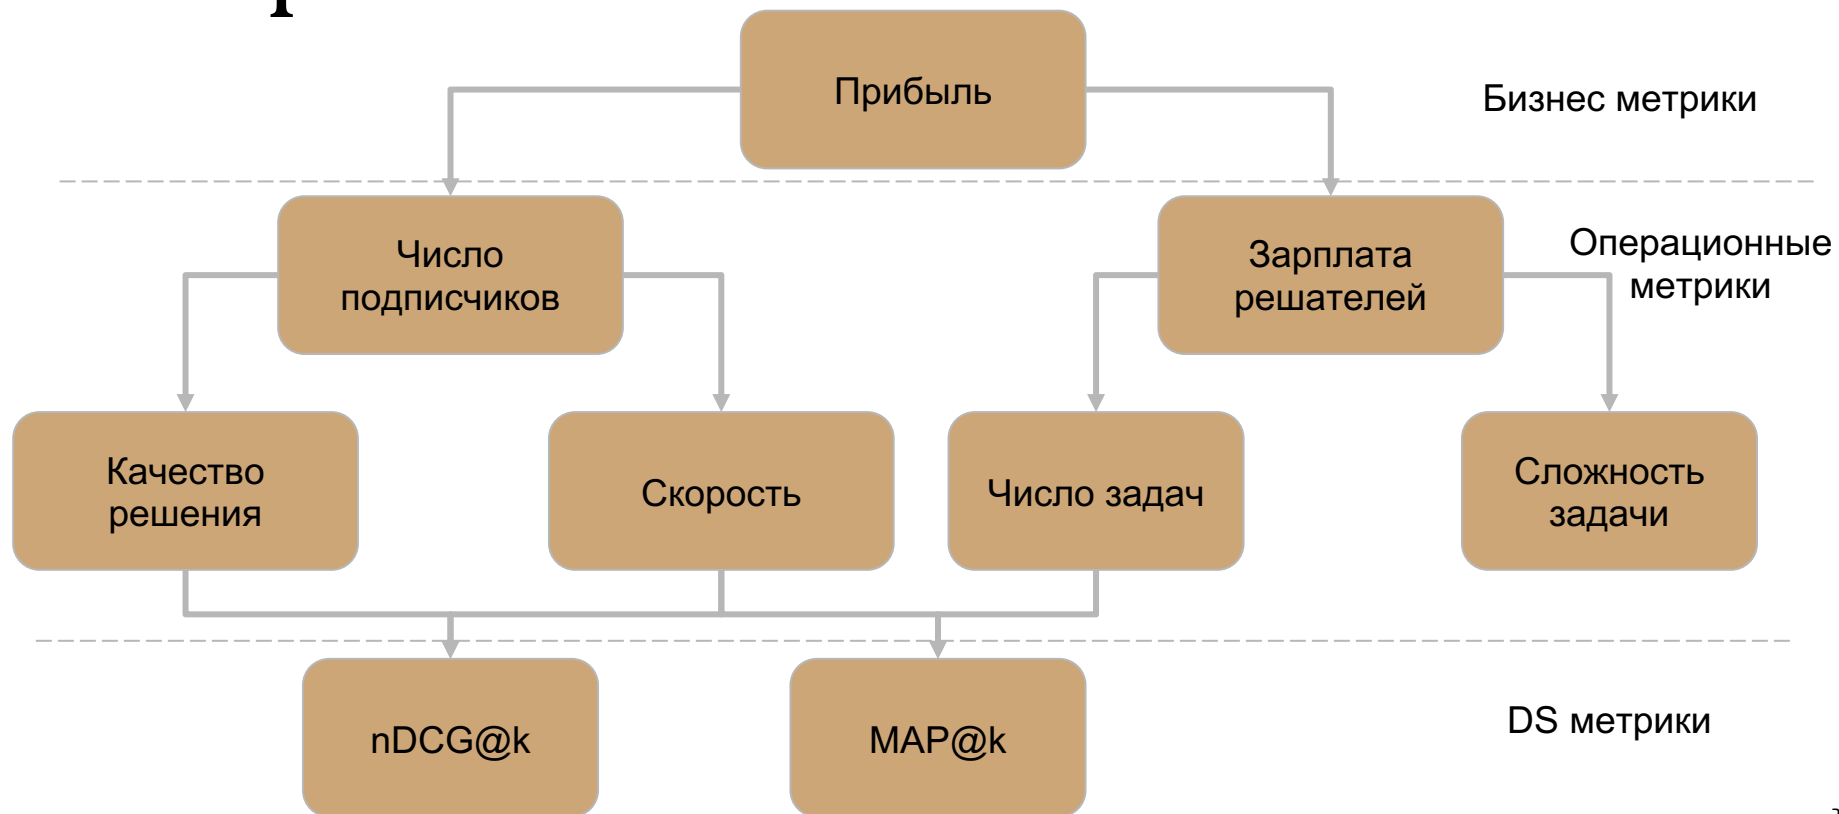 Прибыль
Бизнес метрики
Число
подписчиков
Зарплата
решателей
Операционные
метрики
Качество
решения
Скорость
Число задач
Сложность
задачи
nDCG@k
MAP@k
DS метрики